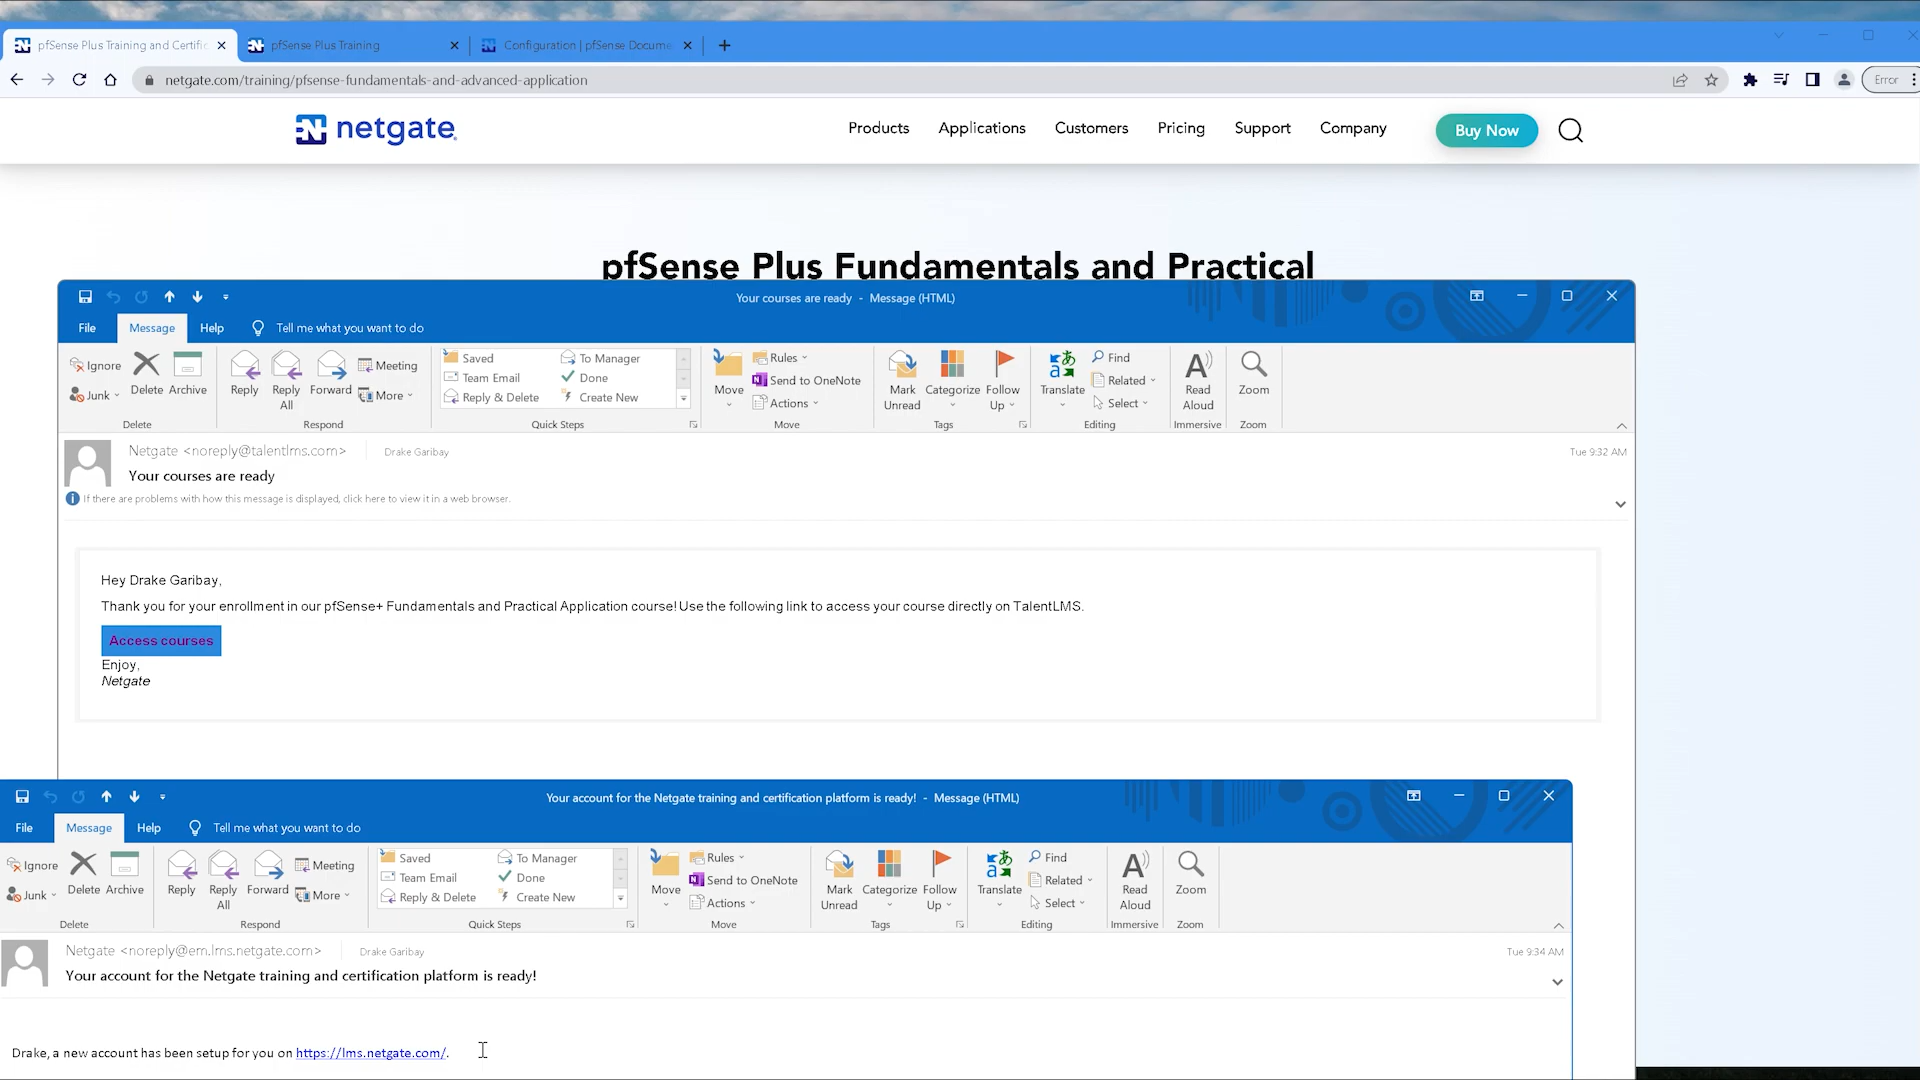 pfSense Plus Training and Certific
pfSense Plus Training
Configuration | pfSense Docume
netgate.com/training/pfsense-fundamentals-and-advanced-application
Error
netgate
Products Applications Customers Pricing Support Company Buy Now
pfSense Plus Fundamentals and Practical
Your courses are ready - Message (HTML)
File Message Help Tell me what you want to do
Ignore
Junk
Delete
Archive
Delete
Reply
Reply All
Forward
Meeting
More
Respond
Saved
Team Email
Reply & Delete
To Manager
Done
Create New
Quick Steps
Move
Rules
Send to OneNote
Actions
Move
Mark Unread
Categorize
Follow Up
Tags
Translate
Find
Related
Select
Editing
Read Aloud
Immersive
Zoom
Zoom
Netgate <noreply@talentlms.com> Drake Garibay
Tue 9:32 AM
Your courses are ready
If there are problems with how this message is displayed, click here to view it in a web browser.
Hey Drake Garibay,
Thank you for your enrollment in our pfSense+ Fundamentals and Practical Application course! Use the following link to access your course directly on TalentLMS.
Access courses
Enjoy,
Netgate
Your account for the Netgate training and certification platform is ready! - Message (HTML)
File Message Help Tell me what you want to do
Ignore
Junk
Delete
Archive
Delete
Reply
Reply All
Forward
Meeting
More
Respond
Saved
Team Email
Reply & Delete
To Manager
Done
Create New
Quick Steps
Move
Rules
Send to OneNote
Actions
Move
Mark Unread
Categorize
Follow Up
Tags
Translate
Find
Related
Select
Editing
Read Aloud
Immersive
Zoom
Zoom
Netgate <noreply@em.lms.netgate.com> Drake Garibay
Tue 9:34 AM
Your account for the Netgate training and certification platform is ready!
Drake, a new account has been setup for you on https://lms.netgate.com/.